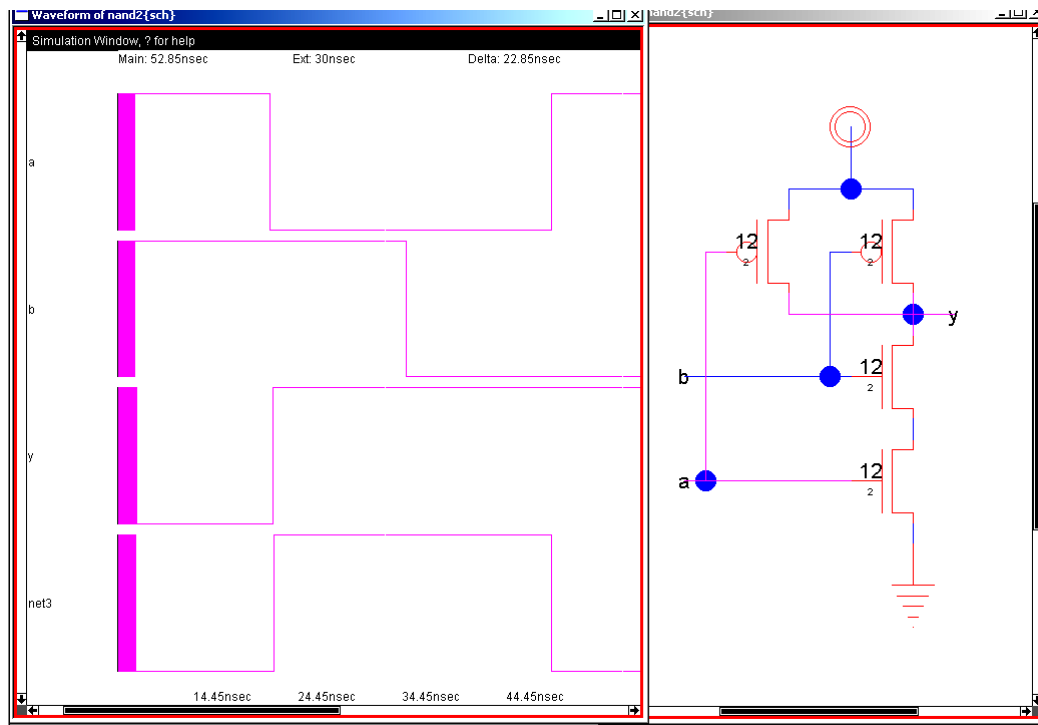 Waveform of nand2{sch}
nand2{sch}
Simulation Window, ? for help
Main: 52.85nsec Ext: 30nsec Delta: 22.85nsec
a
b
y
net3
14.45nsec 24.45nsec 34.45nsec 44.45nsec
12 12
2 2
y
12
b
2
12
a
2